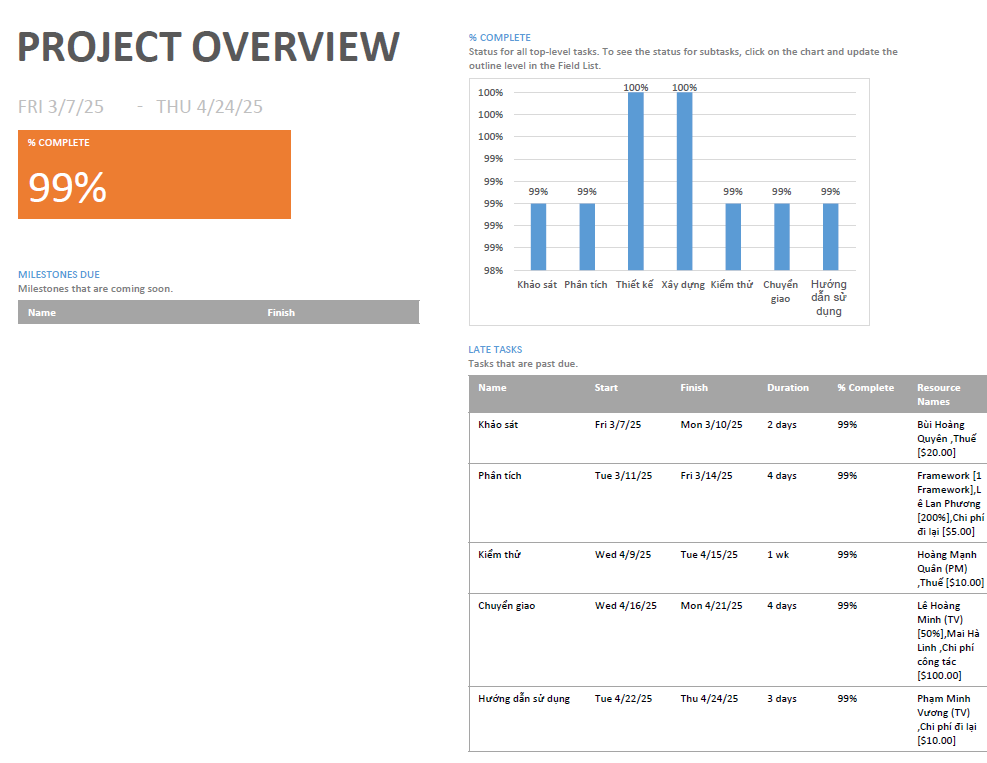 PROJECT OVERVIEW
FRI 3/7/25 - THU 4/24/25
% COMPLETE
99%
MILESTONES DUE
Milestones that are coming soon.
Name Finish
% COMPLETE
Status for all top-level tasks. To see the status for subtasks, click on the chart and update the
outline level in the Field List.
100%
100%
100%
99%
99%
99%
99%
99%
98%
99% 99% 100% 100% 99% 99% 99%
Khảo sát Phân tích Thiết kế Xây dựng Kiểm thử Chuyển Hướng
giao dẫn sử
dụng
LATE TASKS
Tasks that are past due.
Name Start Finish Duration % Complete Resource
Names
Khảo sát Fri 3/7/25 Mon 3/10/25 2 days 99% Bùi Hoàng
Quyên ,Thuế
[$20.00]
Phân tích Tue 3/11/25 Fri 3/14/25 4 days 99% Framework [1
Framework],L
ê Lan Phương
[200%],Chi phí
đi lại [$5.00]
Kiểm thử Wed 4/9/25 Tue 4/15/25 1 wk 99% Hoàng Mạnh
Quân (PM)
,Thuế [$10.00]
Chuyển giao Wed 4/16/25 Mon 4/21/25 4 days 99% Lê Hoàng
Minh (TV)
[50%],Mai Hà
Linh ,Chi phí
công tác
[$100.00]
Hướng dẫn sử dụng Tue 4/22/25 Thu 4/24/25 3 days 99% Phạm Minh
Vương (TV)
,Chi phí đi lại
[$10.00]